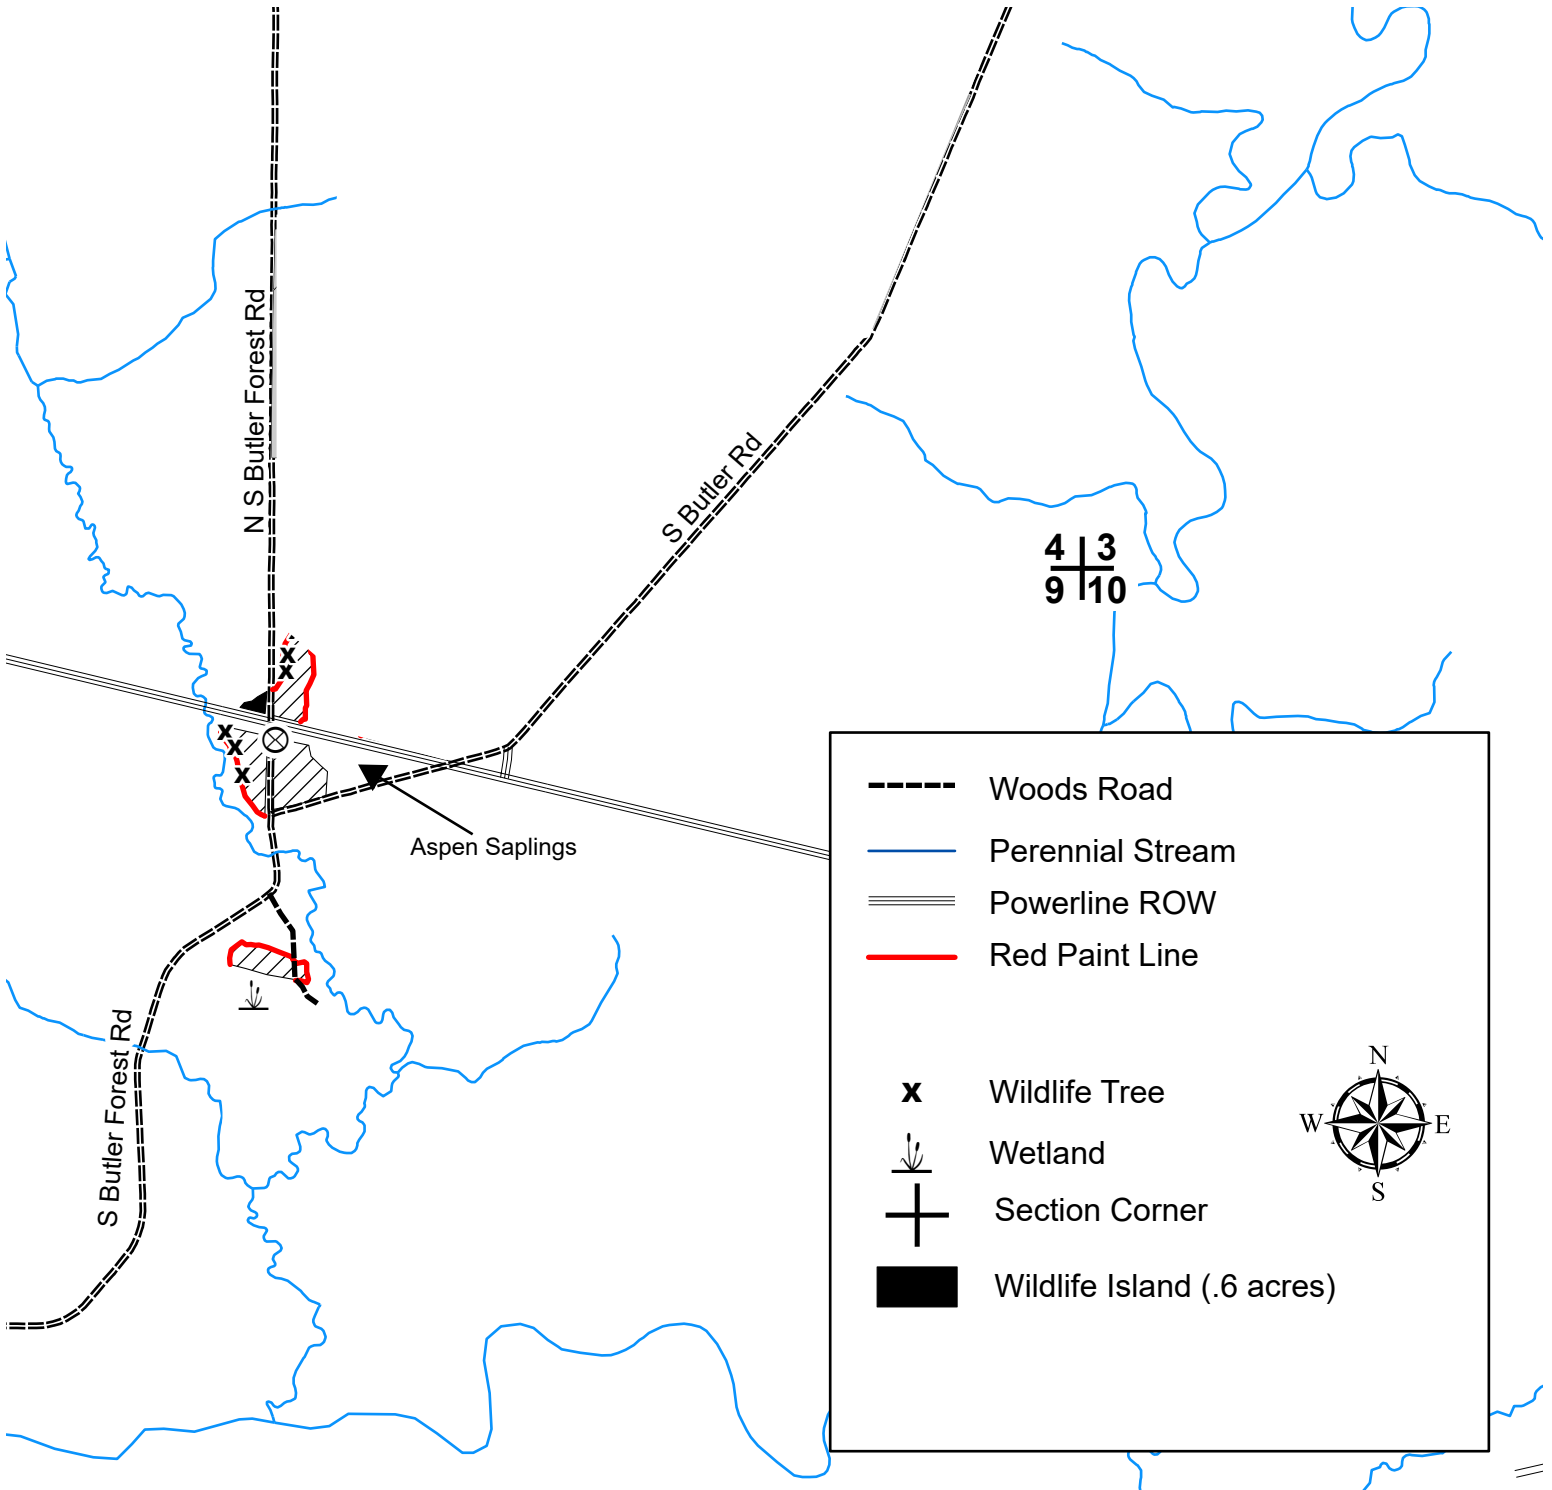 N S Butler Forest Rd
S Butler Rd
4 3
9 10
x
x
x
x
x
Aspen Saplings
S Butler Forest Rd
Woods Road
Perennial Stream
Powerline ROW
Red Paint Line
x Wildlife Tree
Wetland
Section Corner
Wildlife Island (.6 acres)
N
W E
S